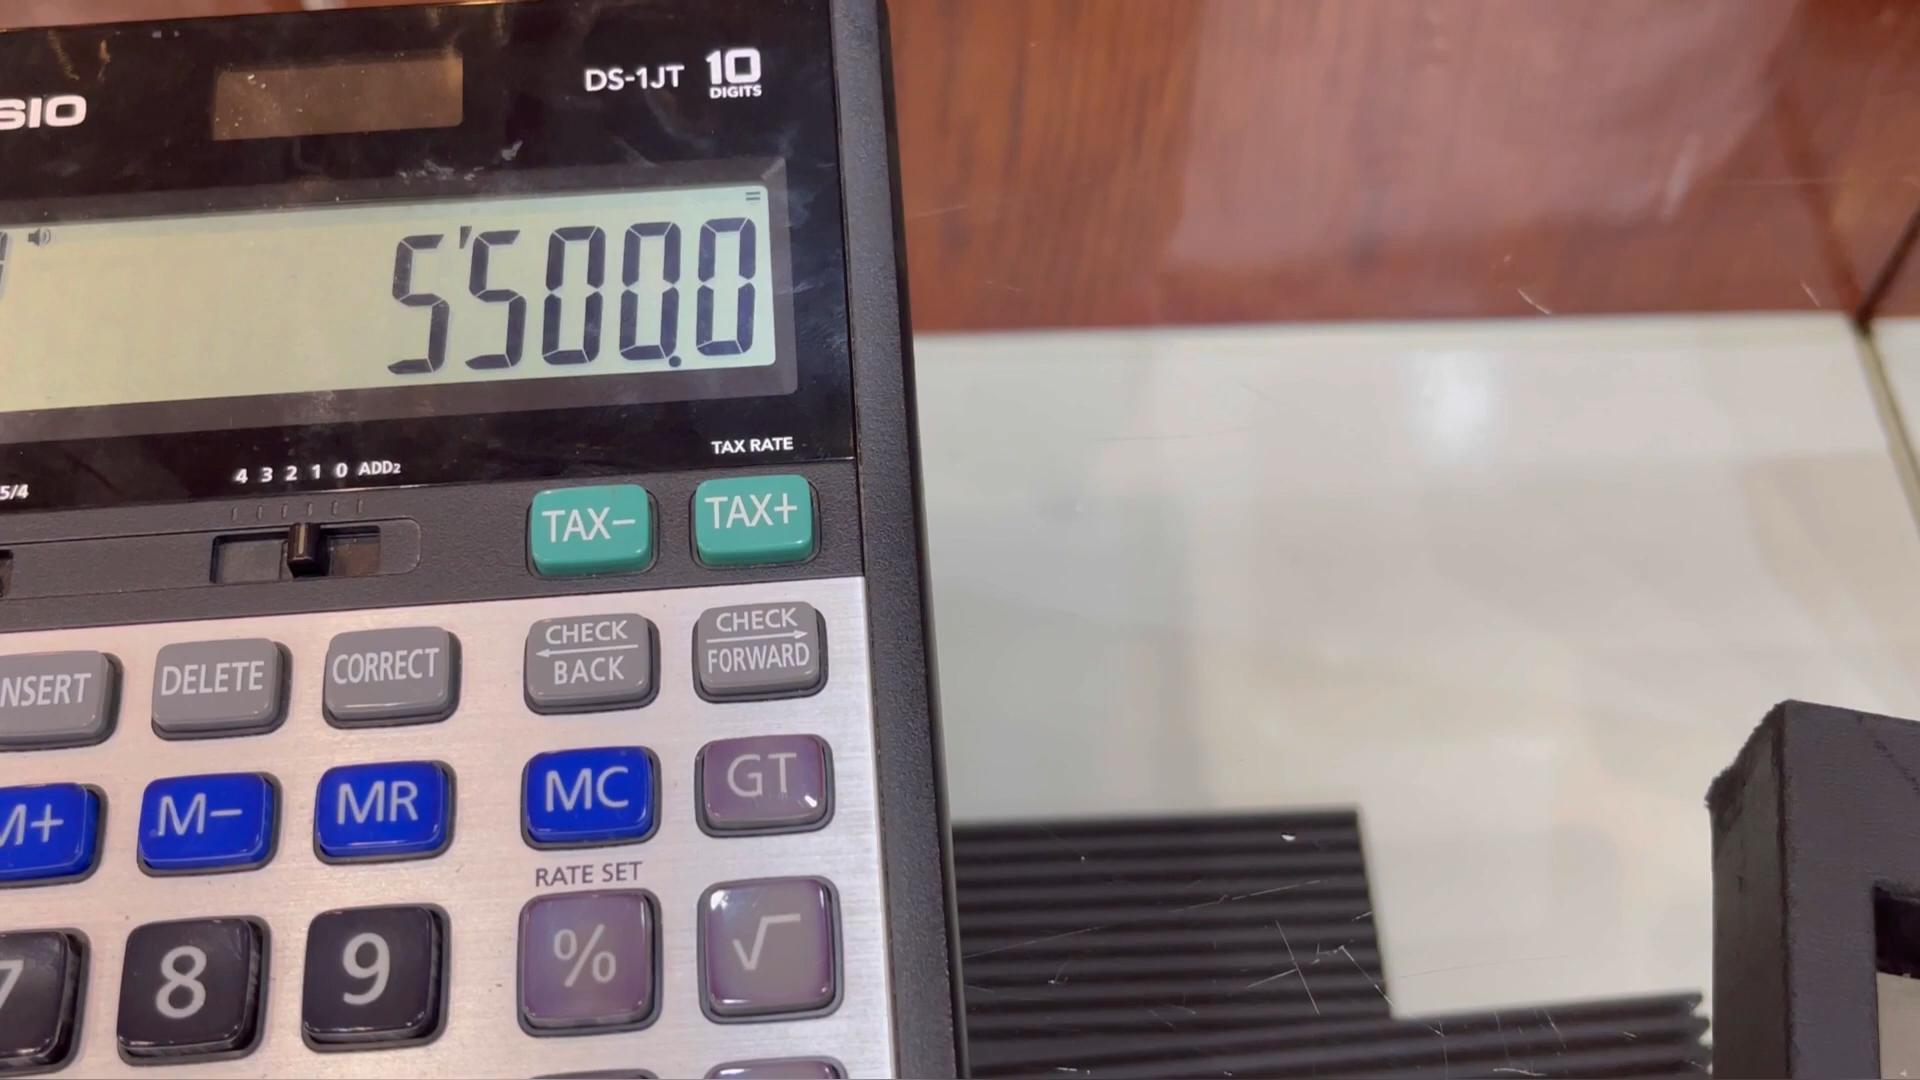 SIO
DS-1JT 10 DIGITS
=
5'500.0
TAX RATE
5/4
4 3 2 1 0 ADD2
TAX− TAX+
NSERT DELETE CORRECT CHECK BACK CHECK FORWARD
M+ M− MR MC GT
RATE SET
7 8 9 % √